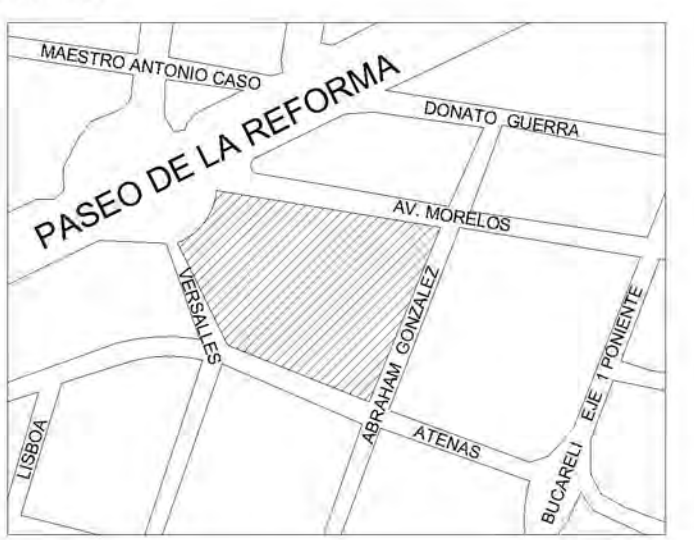 MAESTRO ANTONIO CASO
PASEO DE LA REFORMA
DONATO GUERRA
AV. MORELOS
VERSALLES
ABRAHAM GONZALEZ
EJE 1 PONIENTE
BUCARELI
ATENAS
LISBOA